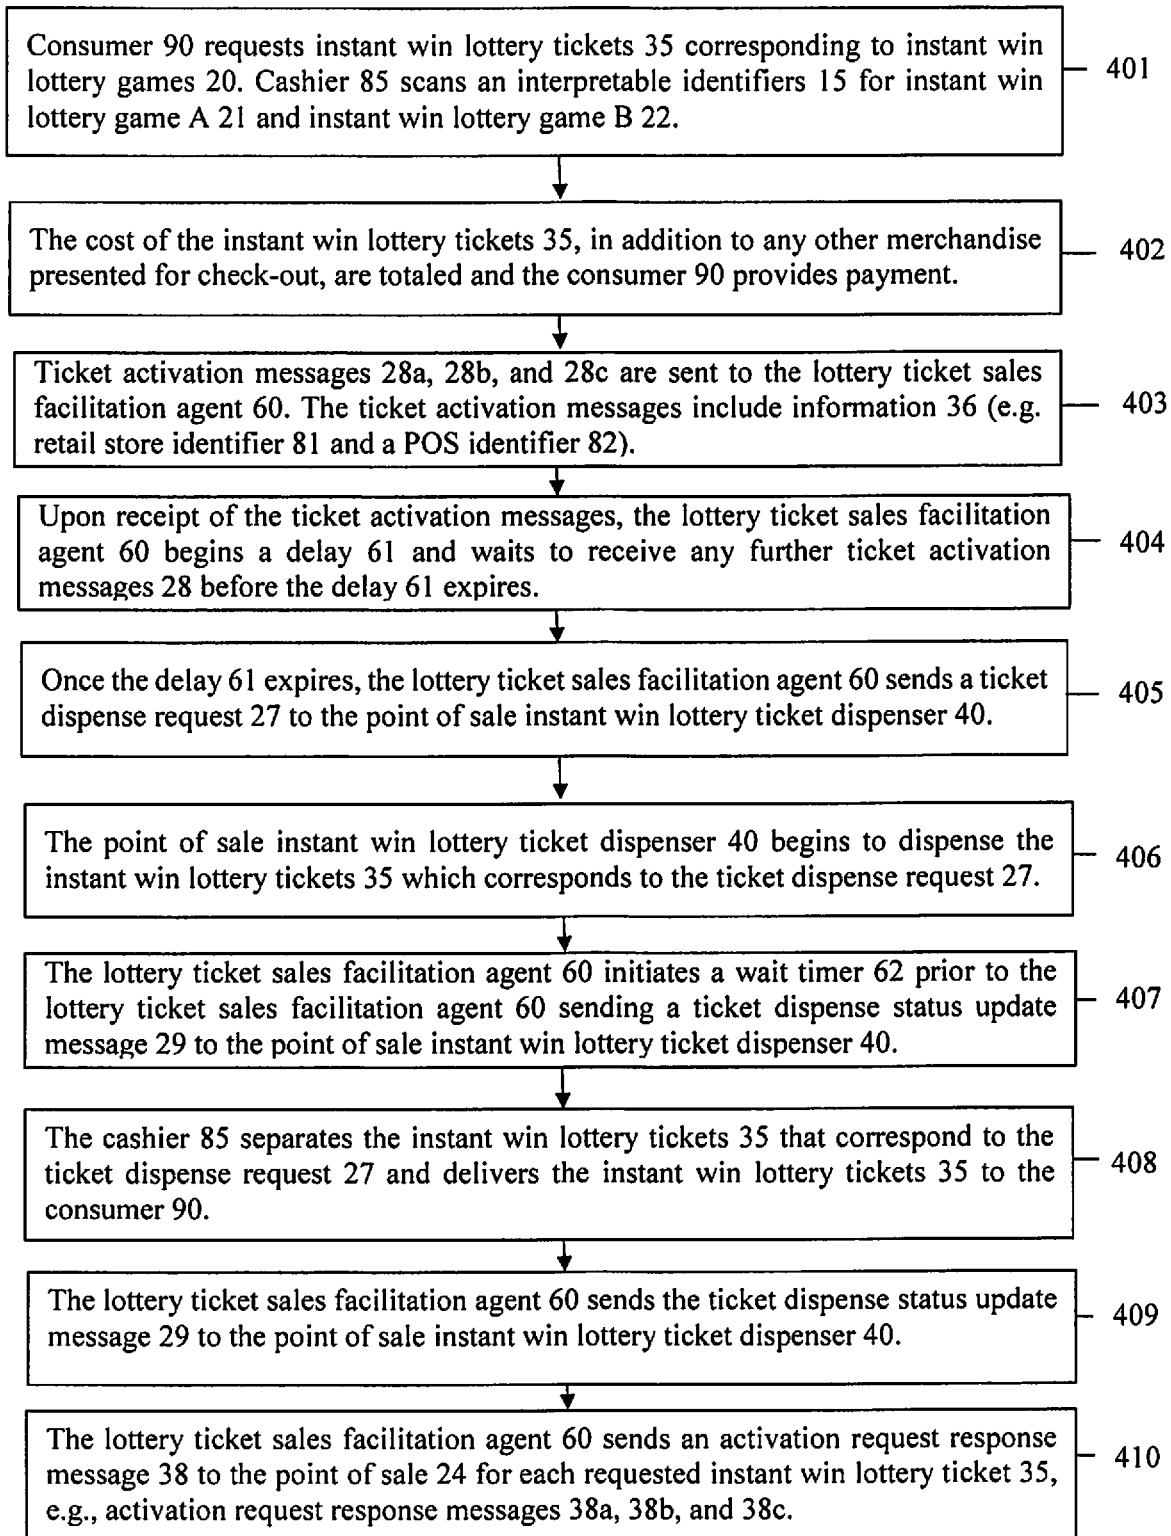 Consumer 90 requests instant win lottery tickets 35 corresponding to instant win
lottery games 20. Cashier 85 scans an interpretable identifiers 15 for instant win
lottery game A 21 and instant win lottery game B 22.
401
The cost of the instant win lottery tickets 35, in addition to any other merchandise
presented for check-out, are totaled and the consumer 90 provides payment.
402
Ticket activation messages 28a, 28b, and 28c are sent to the lottery ticket sales
facilitation agent 60. The ticket activation messages include information 36 (e.g.
retail store identifier 81 and a POS identifier 82).
403
Upon receipt of the ticket activation messages, the lottery ticket sales facilitation
agent 60 begins a delay 61 and waits to receive any further ticket activation
messages 28 before the delay 61 expires.
404
Once the delay 61 expires, the lottery ticket sales facilitation agent 60 sends a ticket
dispense request 27 to the point of sale instant win lottery ticket dispenser 40.
405
The point of sale instant win lottery ticket dispenser 40 begins to dispense the
instant win lottery tickets 35 which corresponds to the ticket dispense request 27.
406
The lottery ticket sales facilitation agent 60 initiates a wait timer 62 prior to the
lottery ticket sales facilitation agent 60 sending a ticket dispense status update
message 29 to the point of sale instant win lottery ticket dispenser 40.
407
The cashier 85 separates the instant win lottery tickets 35 that correspond to the
ticket dispense request 27 and delivers the instant win lottery tickets 35 to the
consumer 90.
408
The lottery ticket sales facilitation agent 60 sends the ticket dispense status update
message 29 to the point of sale instant win lottery ticket dispenser 40.
409
The lottery ticket sales facilitation agent 60 sends an activation request response
message 38 to the point of sale 24 for each requested instant win lottery ticket 35,
e.g., activation request response messages 38a, 38b, and 38c.
410